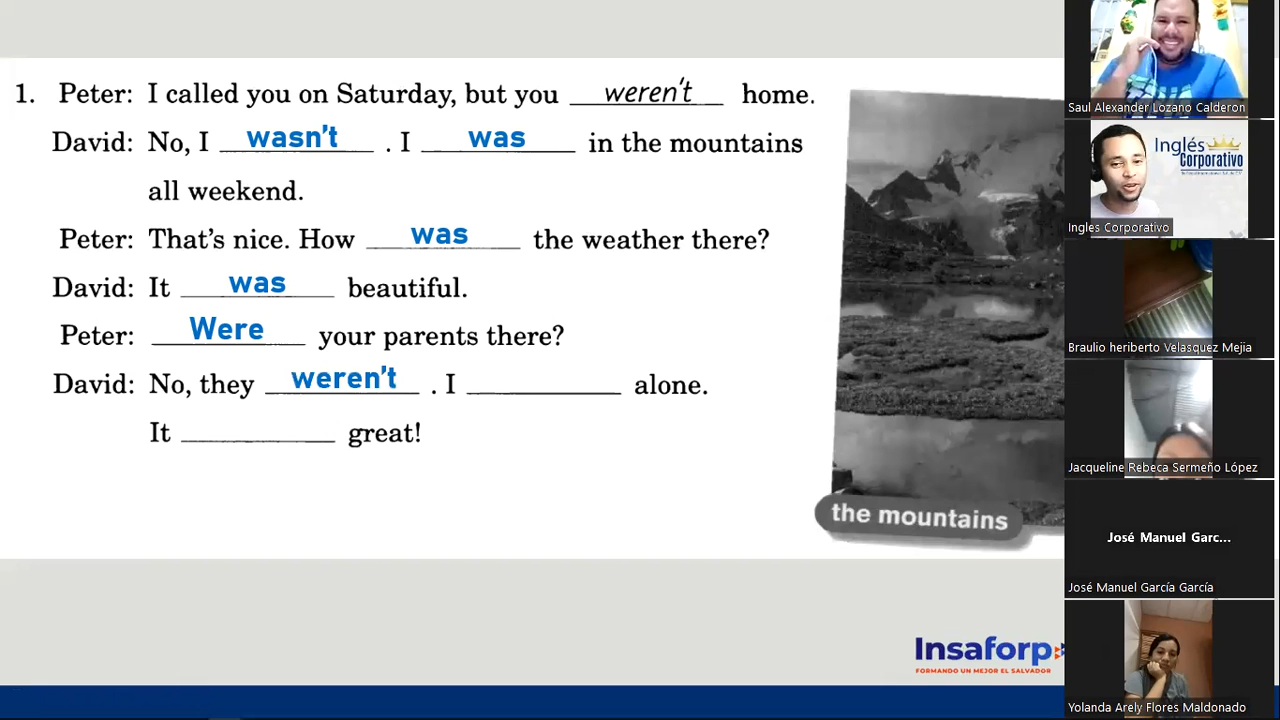 1. Peter: I called you on Saturday, but you weren't home.
David: No, I wasn't . I was in the mountains
all weekend.
Peter: That's nice. How was the weather there?
David: It was beautiful.
Peter: Were your parents there?
David: No, they weren't . I ____________ alone.
It ____________ great!
the mountains
Insaforp
FORMANDO UN MEJOR EL SALVADOR
Saul Alexander Lozano Calderon
Inglés
Corporativo
Ingles Corporativo
Braulio heriberto Velasquez Mejia
Jacqueline Rebeca Sermeño López
José Manuel Garc...
José Manuel García García
Yolanda Arely Flores Maldonado